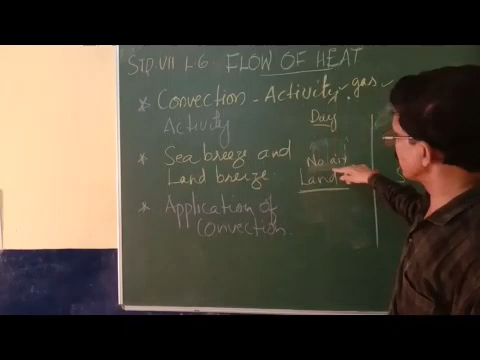 STD. VII L.6. FLOW OF HEAT
* Convection - Activity gas
Activity
Day
* Sea breeze and
Land breize.
No air
Land
* Application of
Convection.